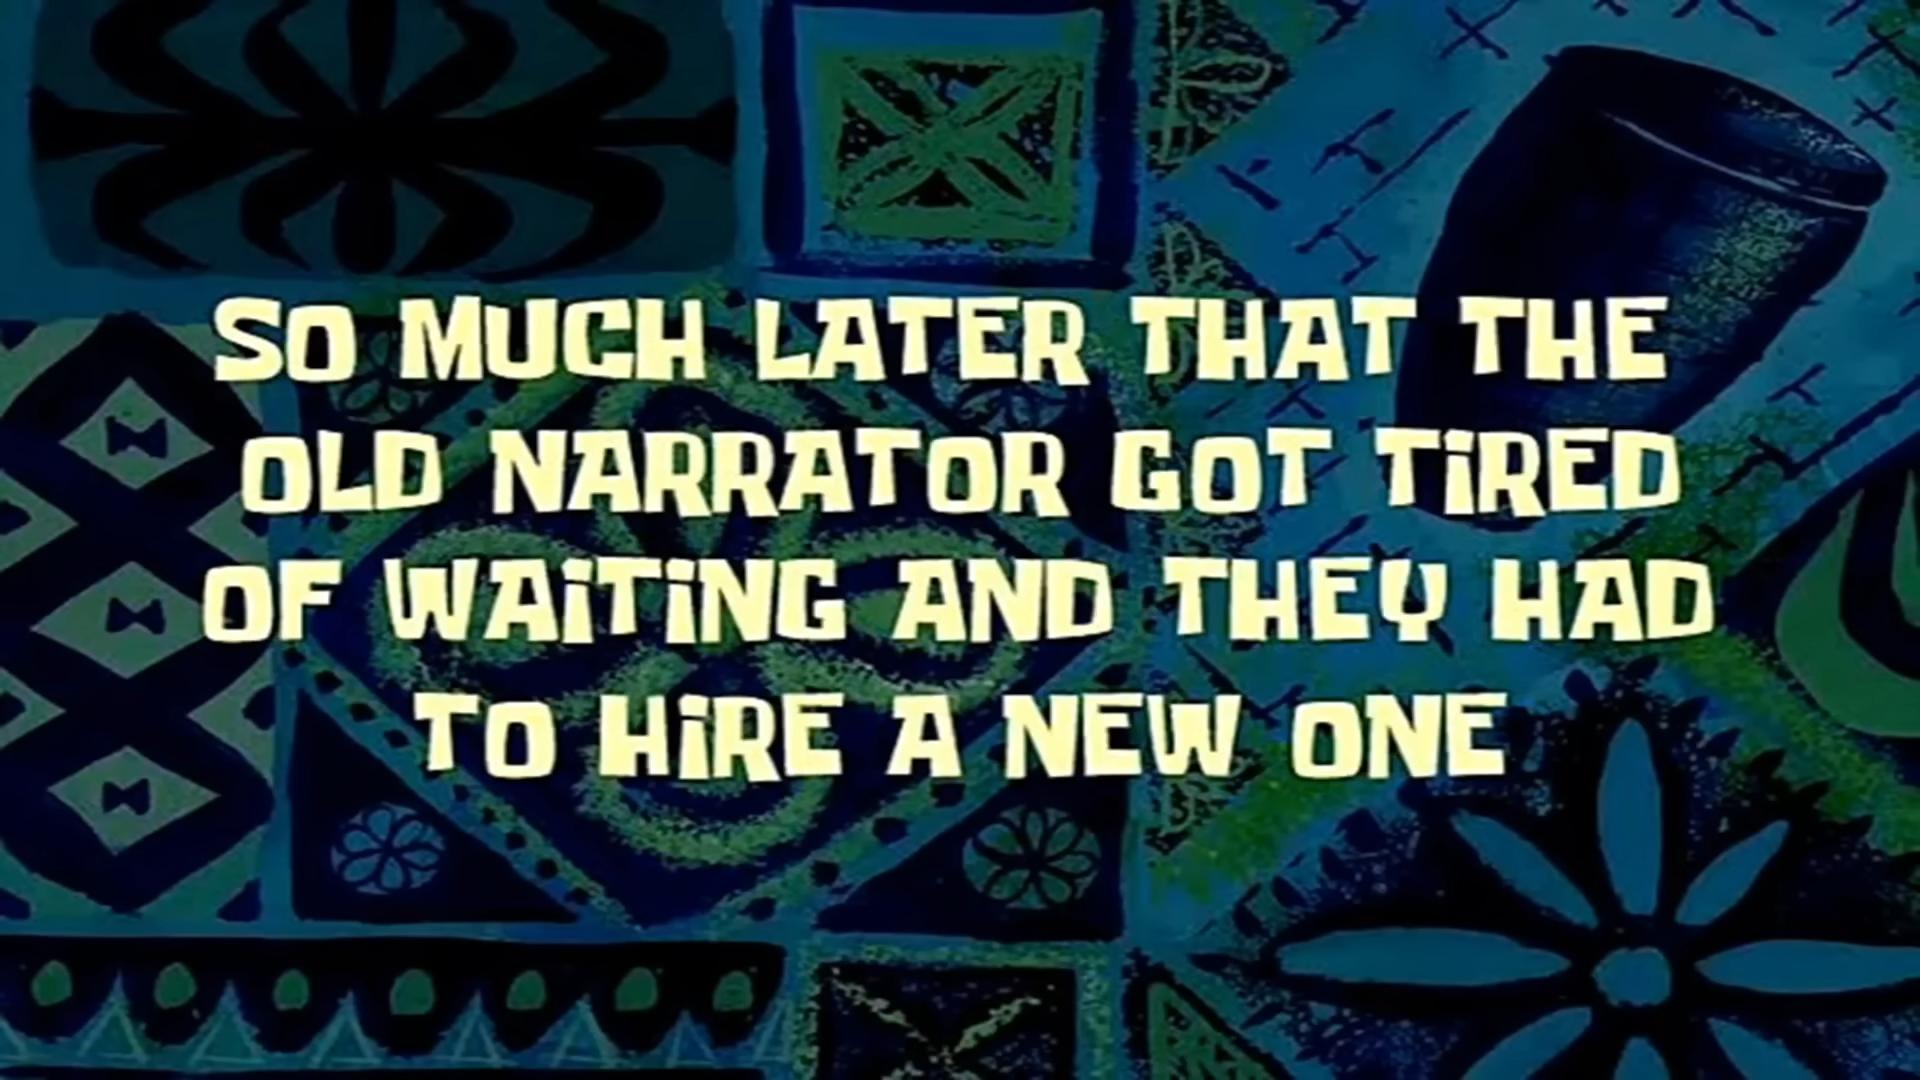 SO MUCH LATER THAT THE
OLD NARRATOR GOT TiRED
OF WAiTiNG AND THEY HAD
TO HiRE A NEW ONE